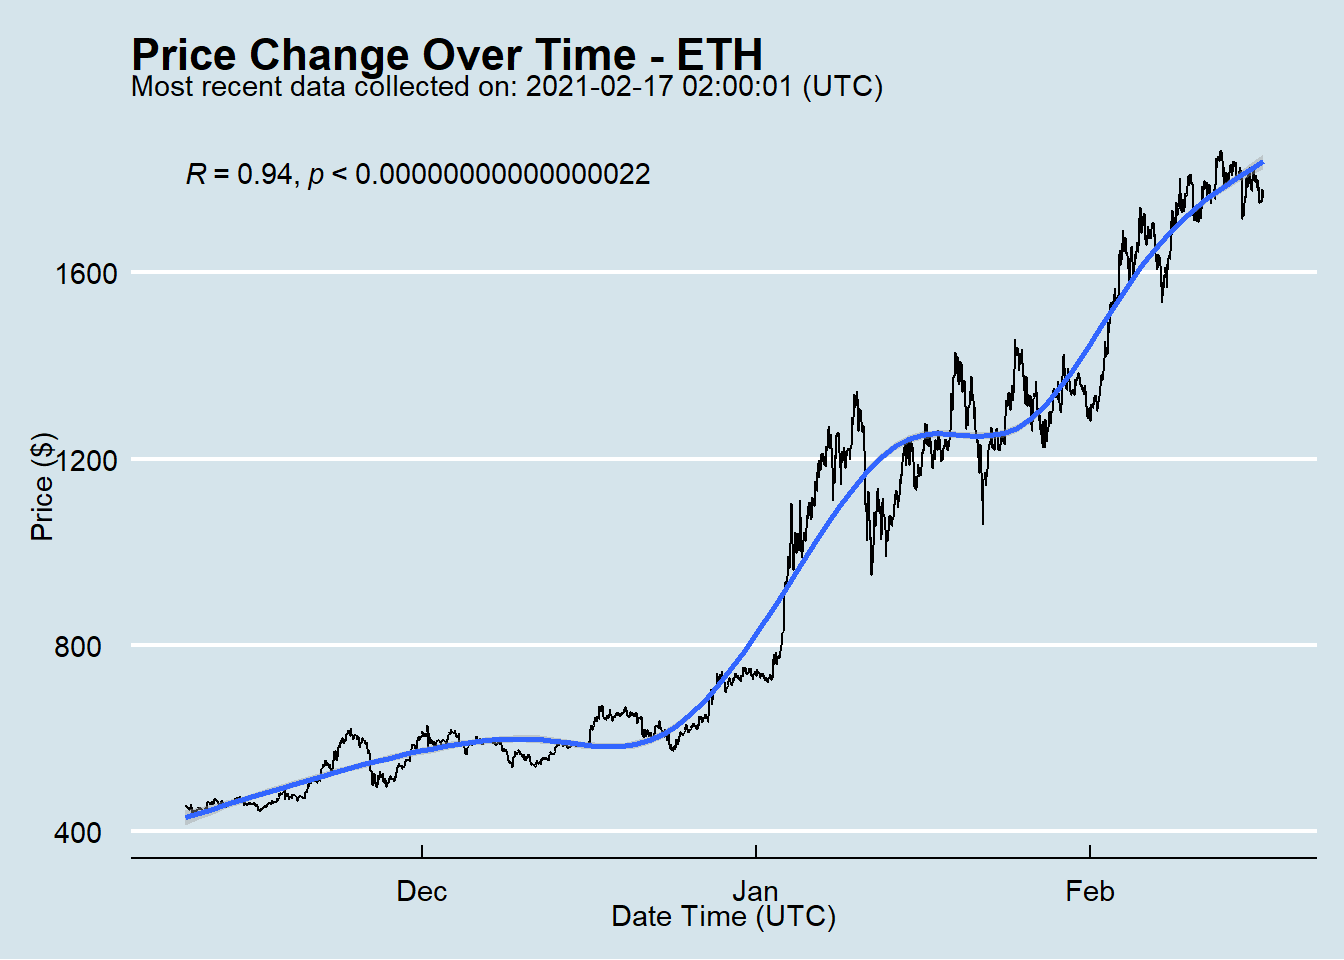 Price Change Over Time - ETH
Most recent data collected on: 2021-02-17 02:00:01 (UTC)
R = 0.94, p < 0.00000000000000022
Price ($)
1600
1200
800
400
Dec Jan Feb
Date Time (UTC)